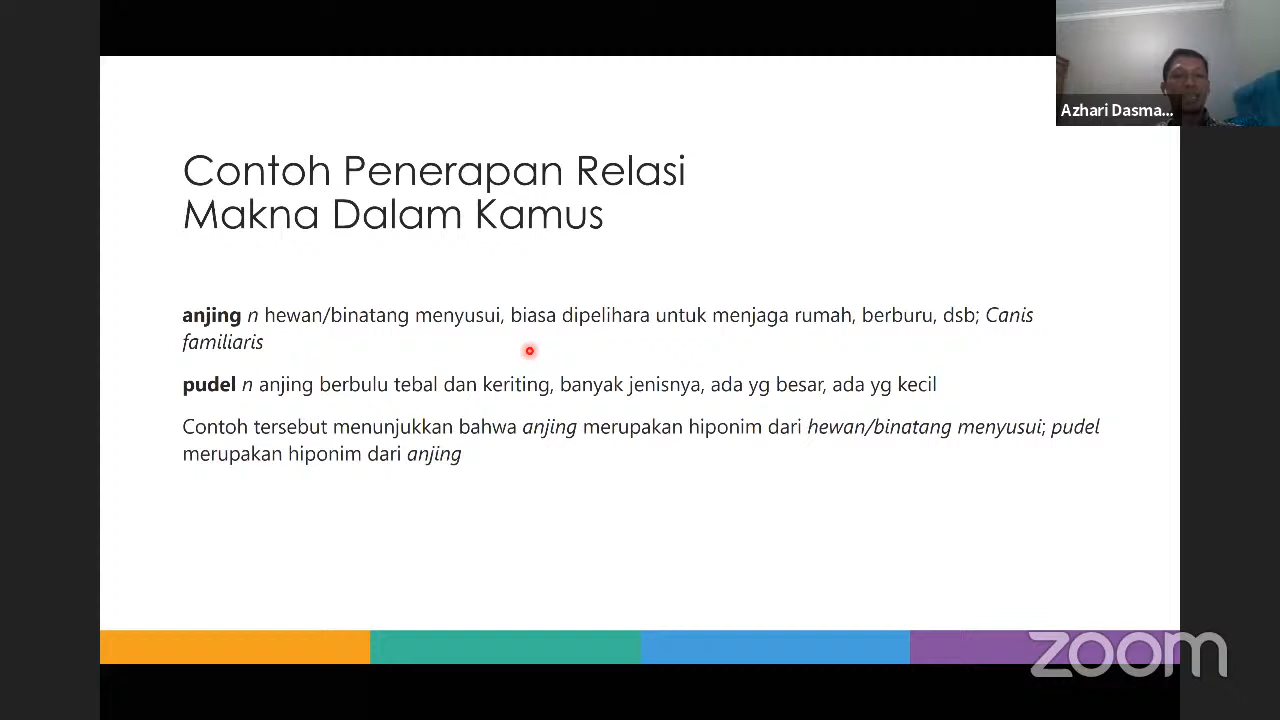 Azhari Dasma...
Contoh Penerapan Relasi
Makna Dalam Kamus
anjing n hewan/binatang menyusui, biasa dipelihara untuk menjaga rumah, berburu, dsb; Canis
familiaris
pudel n anjing berbulu tebal dan keriting, banyak jenisnya, ada yg besar, ada yg kecil
Contoh tersebut menunjukkan bahwa anjing merupakan hiponim dari hewan/binatang menyusui; pudel
merupakan hiponim dari anjing
zoom